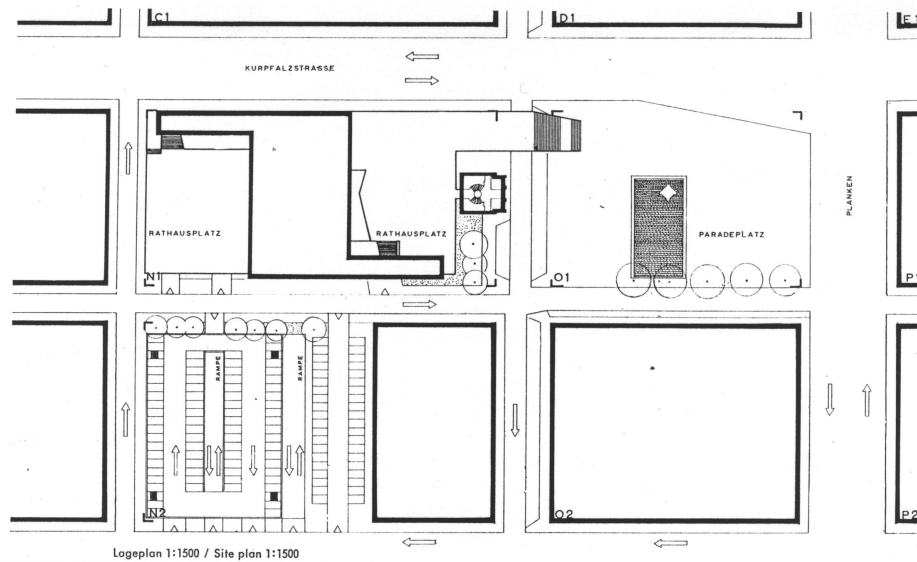 C1
D1
E1
KURPFALZSTRASSE
PLANKEN
RATHAUSPLATZ
RATHAUSPLATZ
PARADEPLATZ
N1
O1
RAMPE
RAMPE
N2
O2
P2
Lageplan 1:1500 / Site plan 1:1500